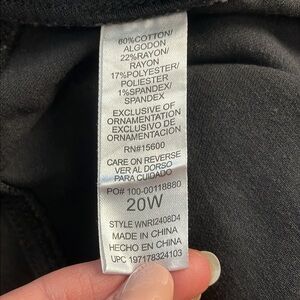 60%COTTON/
ALGODON
22%RAYON/
RAYON
17%POLYESTER/
POLIESTER
1%SPANDEX/
SPANDEX
EXCLUSIVE OF
ORNAMENTATION
EXCLUSIVO DE
ORNAMENTACION
RN#15600
CARE ON REVERSE
VER AL DORSO
PARA CUIDADO
PO# 100-00118880
20W
STYLE WNRI2408D4
MADE IN CHINA
HECHO EN CHINA
UPC 197178324103